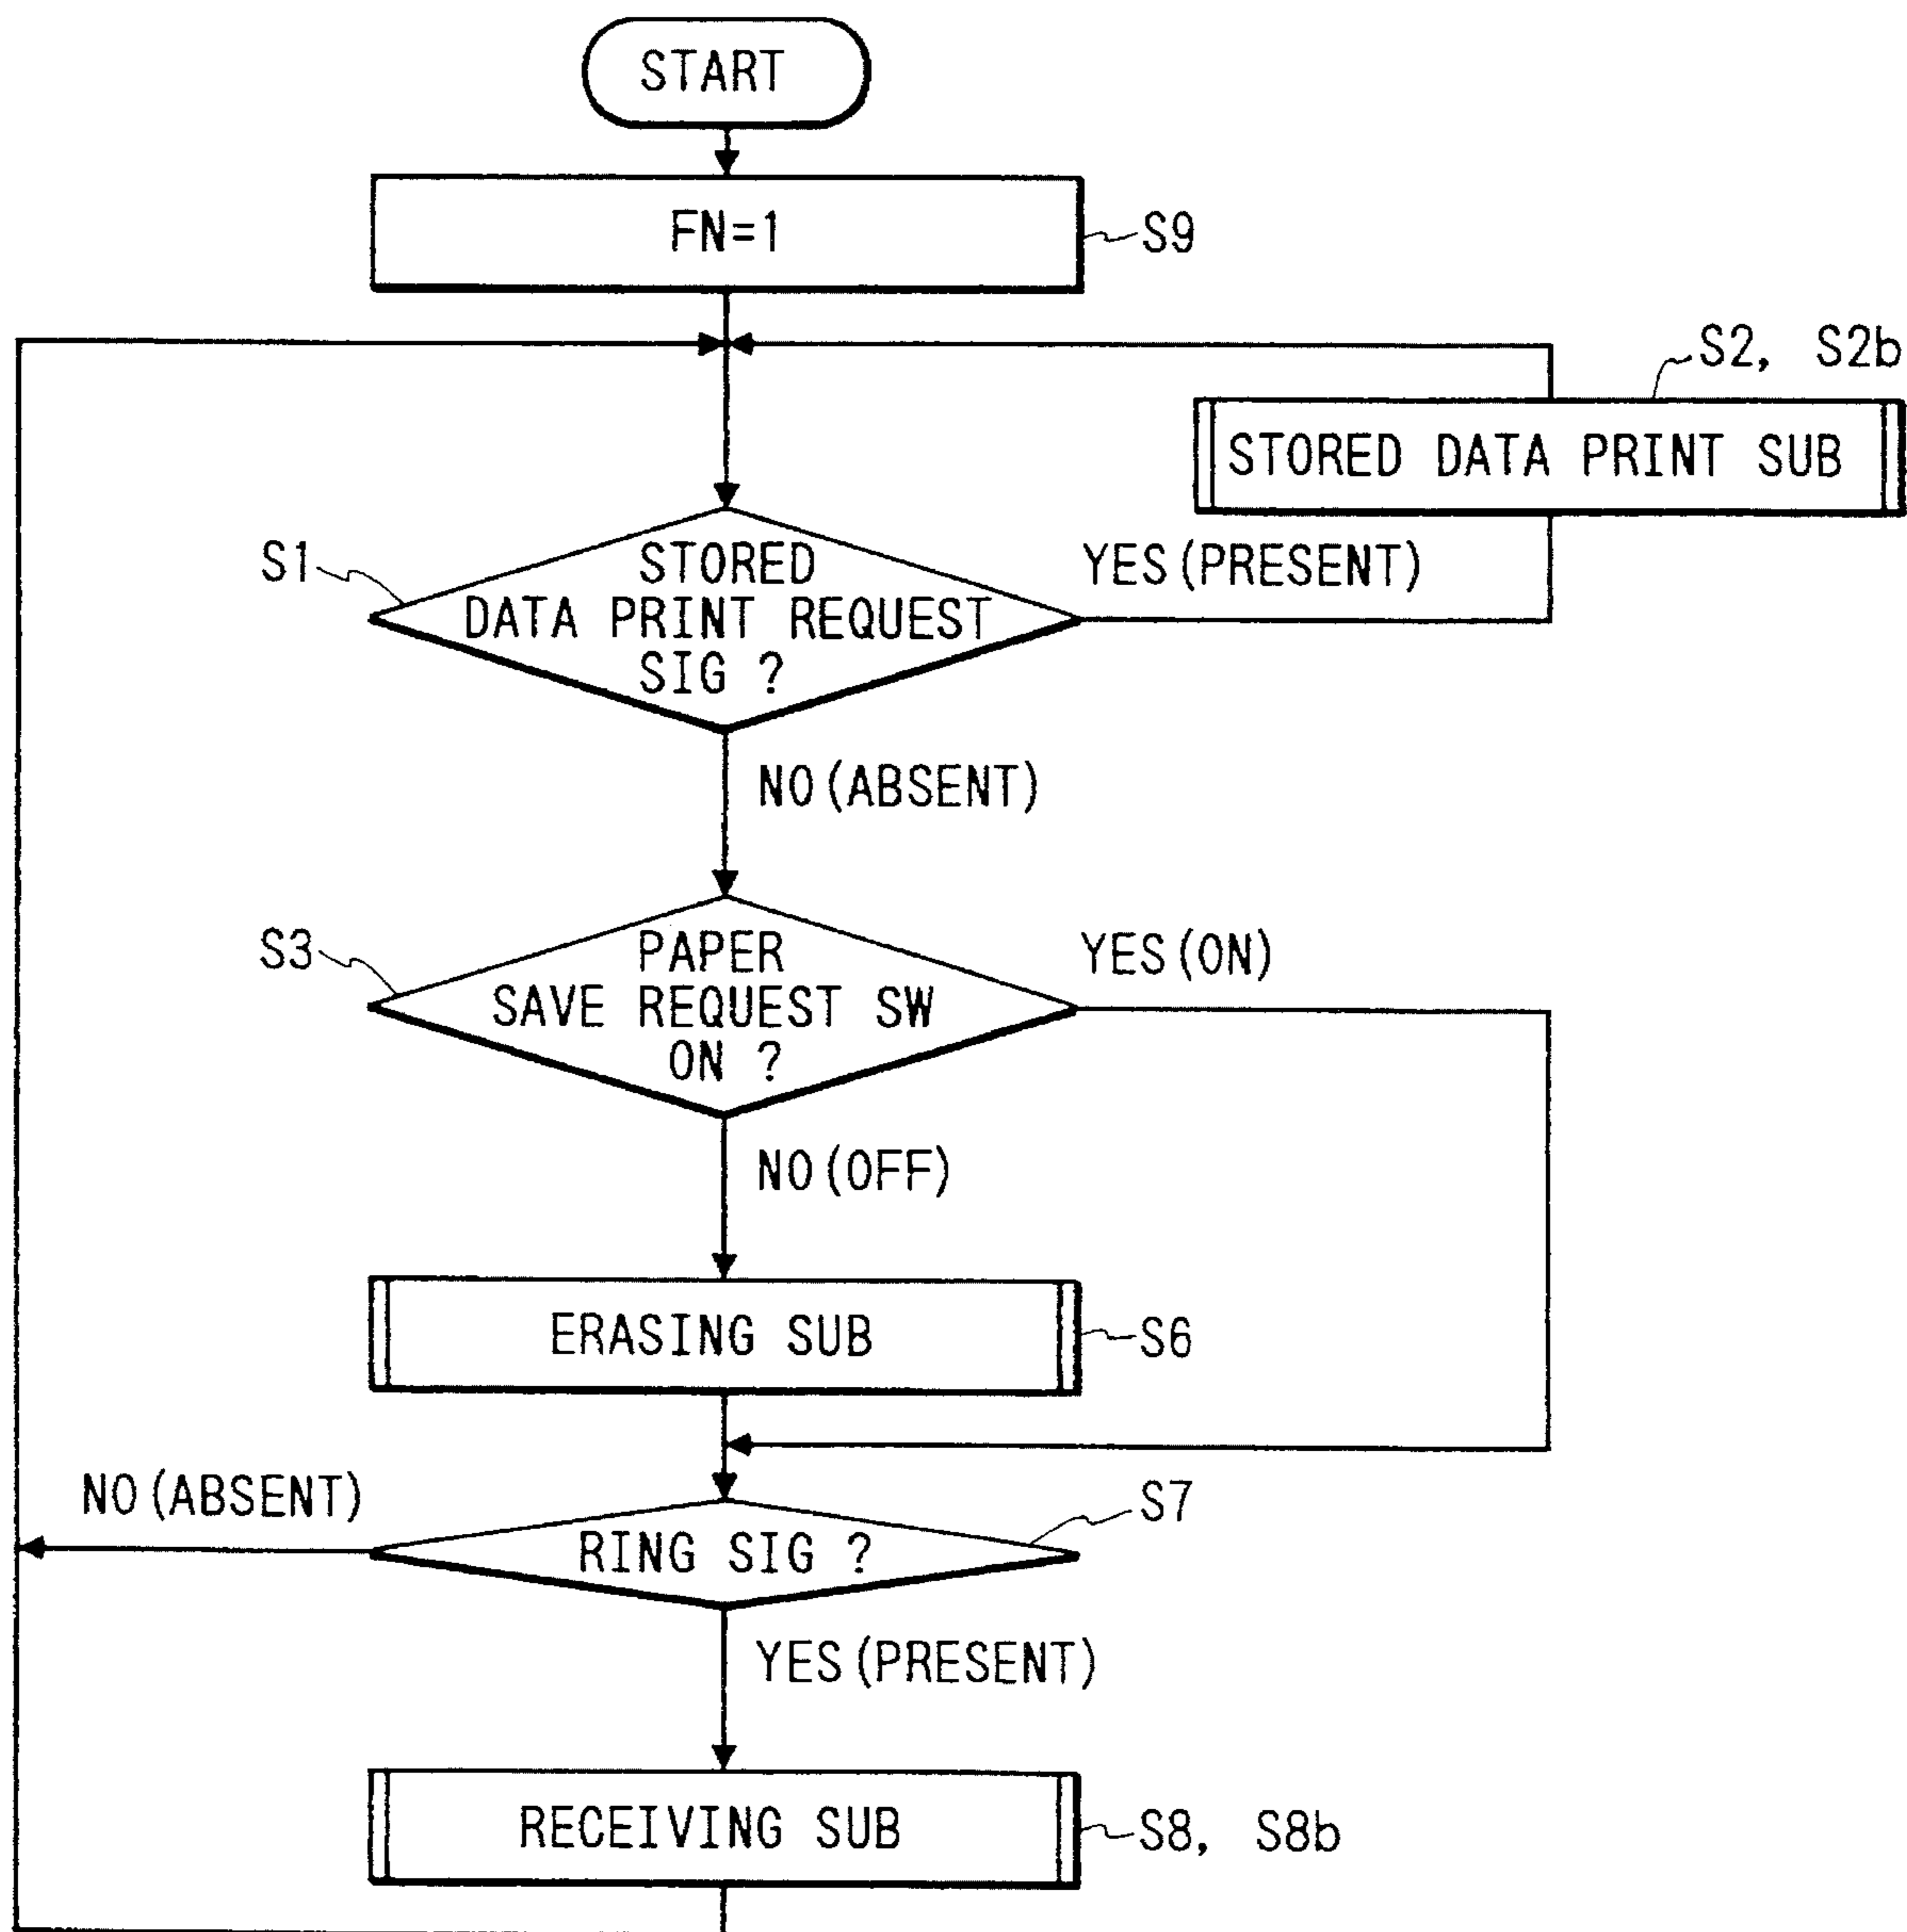 START
FN=1
S9
S2, S2b
STORED DATA PRINT SUB
S1
STORED
DATA PRINT REQUEST
SIG ?
YES(PRESENT)
NO(ABSENT)
S3
PAPER
SAVE REQUEST SW
ON ?
YES(ON)
NO(OFF)
ERASING SUB
S6
NO(ABSENT)
RING SIG ?
S7
YES(PRESENT)
RECEIVING SUB
S8, S8b